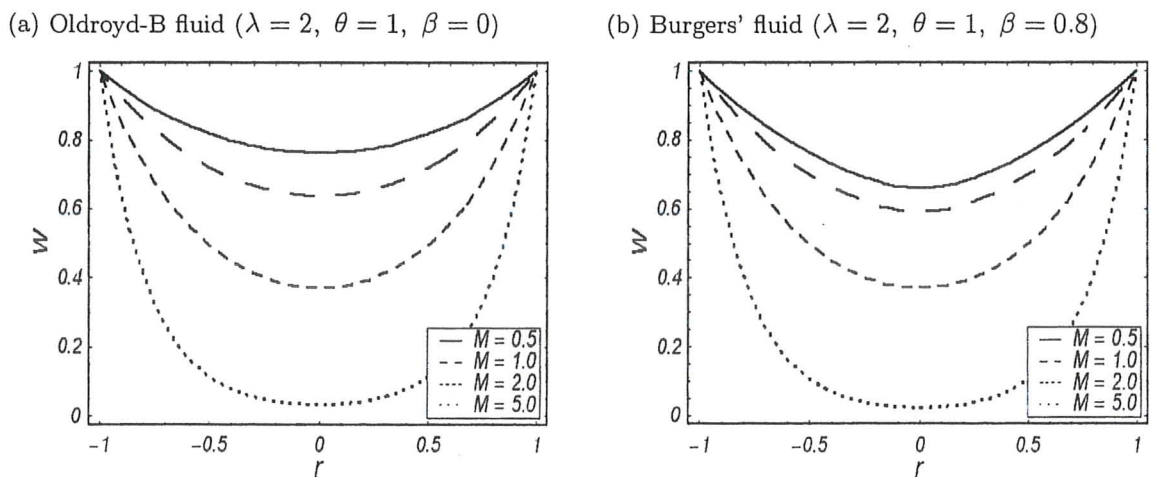 (a) Oldroyd-B fluid (λ = 2, θ = 1, β = 0)
1
0.8
0.6
0.4
0.2
0
w
-1
-0.5
0
0.5
1
r
M = 0.5
M = 1.0
M = 2.0
M = 5.0
(b) Burgers' fluid (λ = 2, θ = 1, β = 0.8)
1
0.8
0.6
0.4
0.2
0
w
-1
-0.5
0
0.5
1
r
M = 0.5
M = 1.0
M = 2.0
M = 5.0